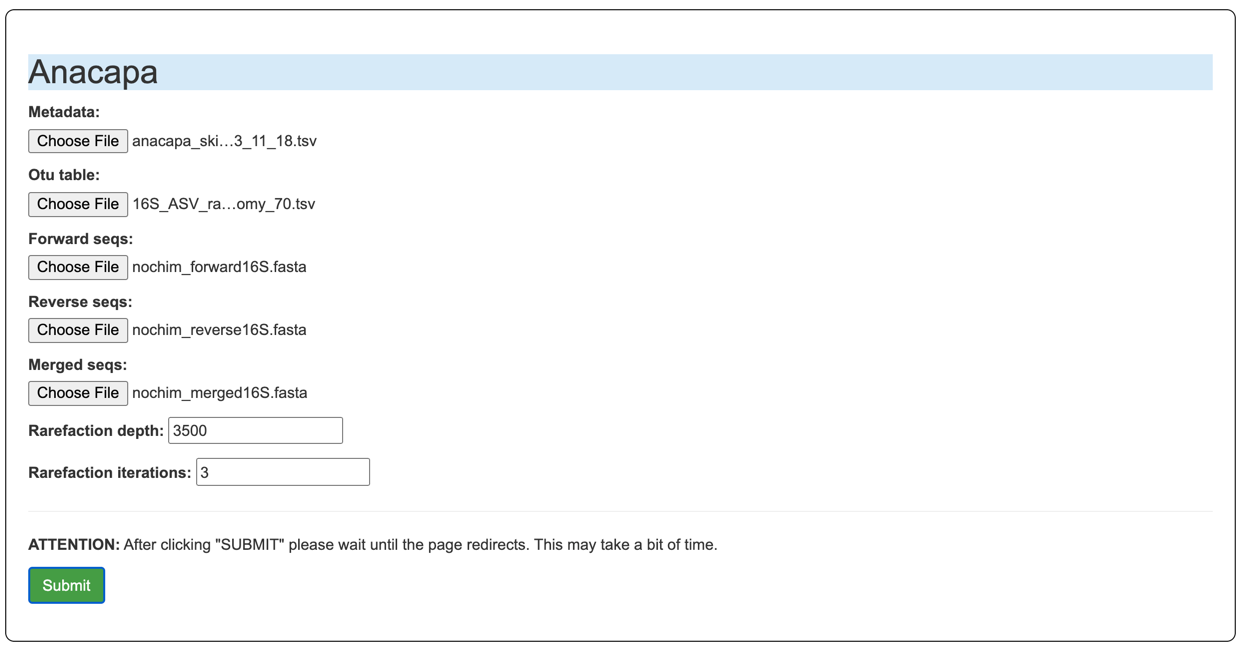 Anacapa
Metadata:
Choose File anacapa_ski…3_11_18.tsv
Otu table:
Choose File 16S_ASV_ra…omy_70.tsv
Forward seqs:
Choose File nochim_forward16S.fasta
Reverse seqs:
Choose File nochim_reverse16S.fasta
Merged seqs:
Choose File nochim_merged16S.fasta
Rarefaction depth: 3500
Rarefaction iterations: 3
ATTENTION: After clicking "SUBMIT" please wait until the page redirects. This may take a bit of time.
Submit